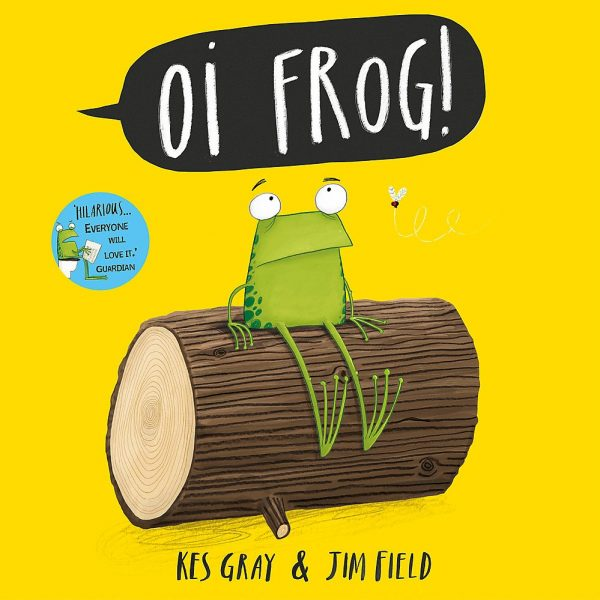 Oi FROG!
'HILARIOUS...
EVERYONE
WILL
LOVE IT.'
GUARDIAN
KES GRAY & JIM FIELD